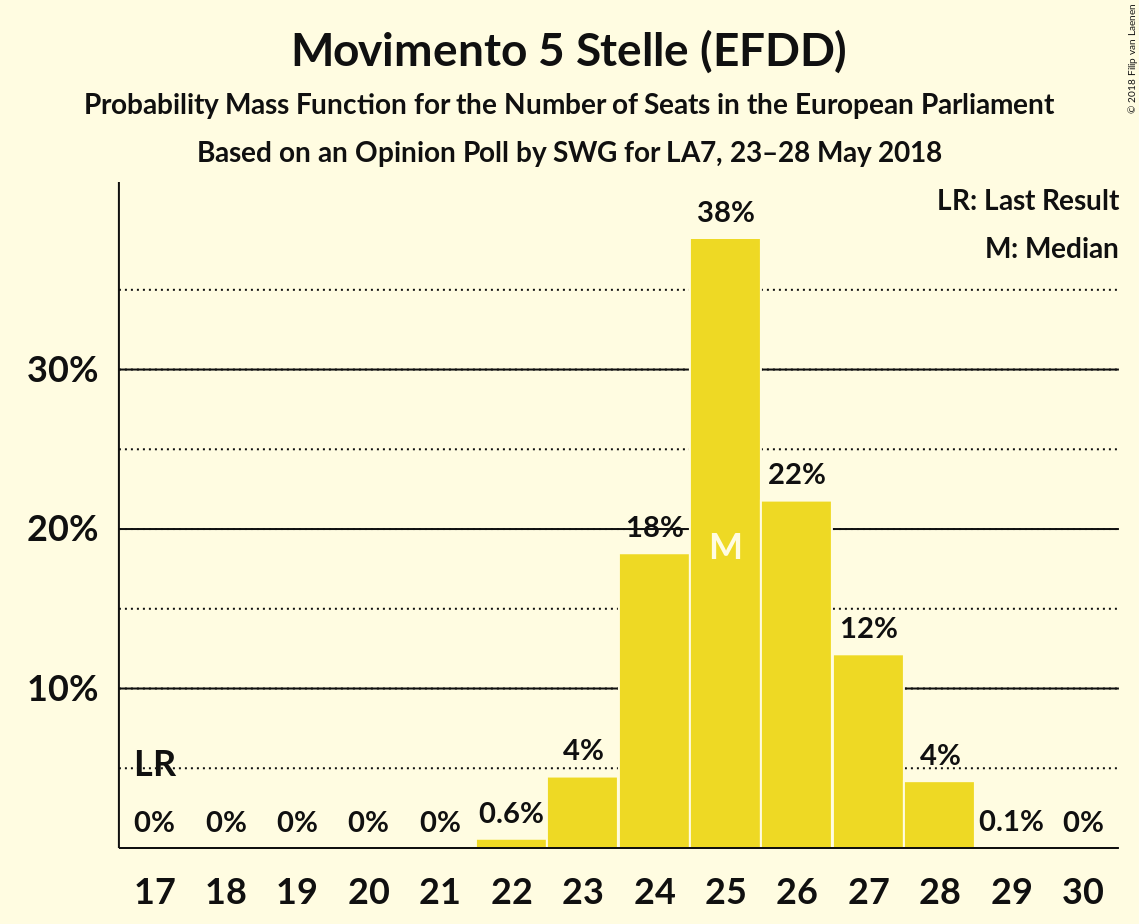 Movimento 5 Stelle (EFDD)
Probability Mass Function for the Number of Seats in the European Parliament
Based on an Opinion Poll by SWG for LA7, 23–28 May 2018
© 2018 Filip van Laenen
LR: Last Result
M: Median
38%
30%
22%
20%
18%
M
12%
10%
LR
4%
4%
0% 0% 0% 0% 0% 0.6% 0.1% 0%
17 18 19 20 21 22 23 24 25 26 27 28 29 30